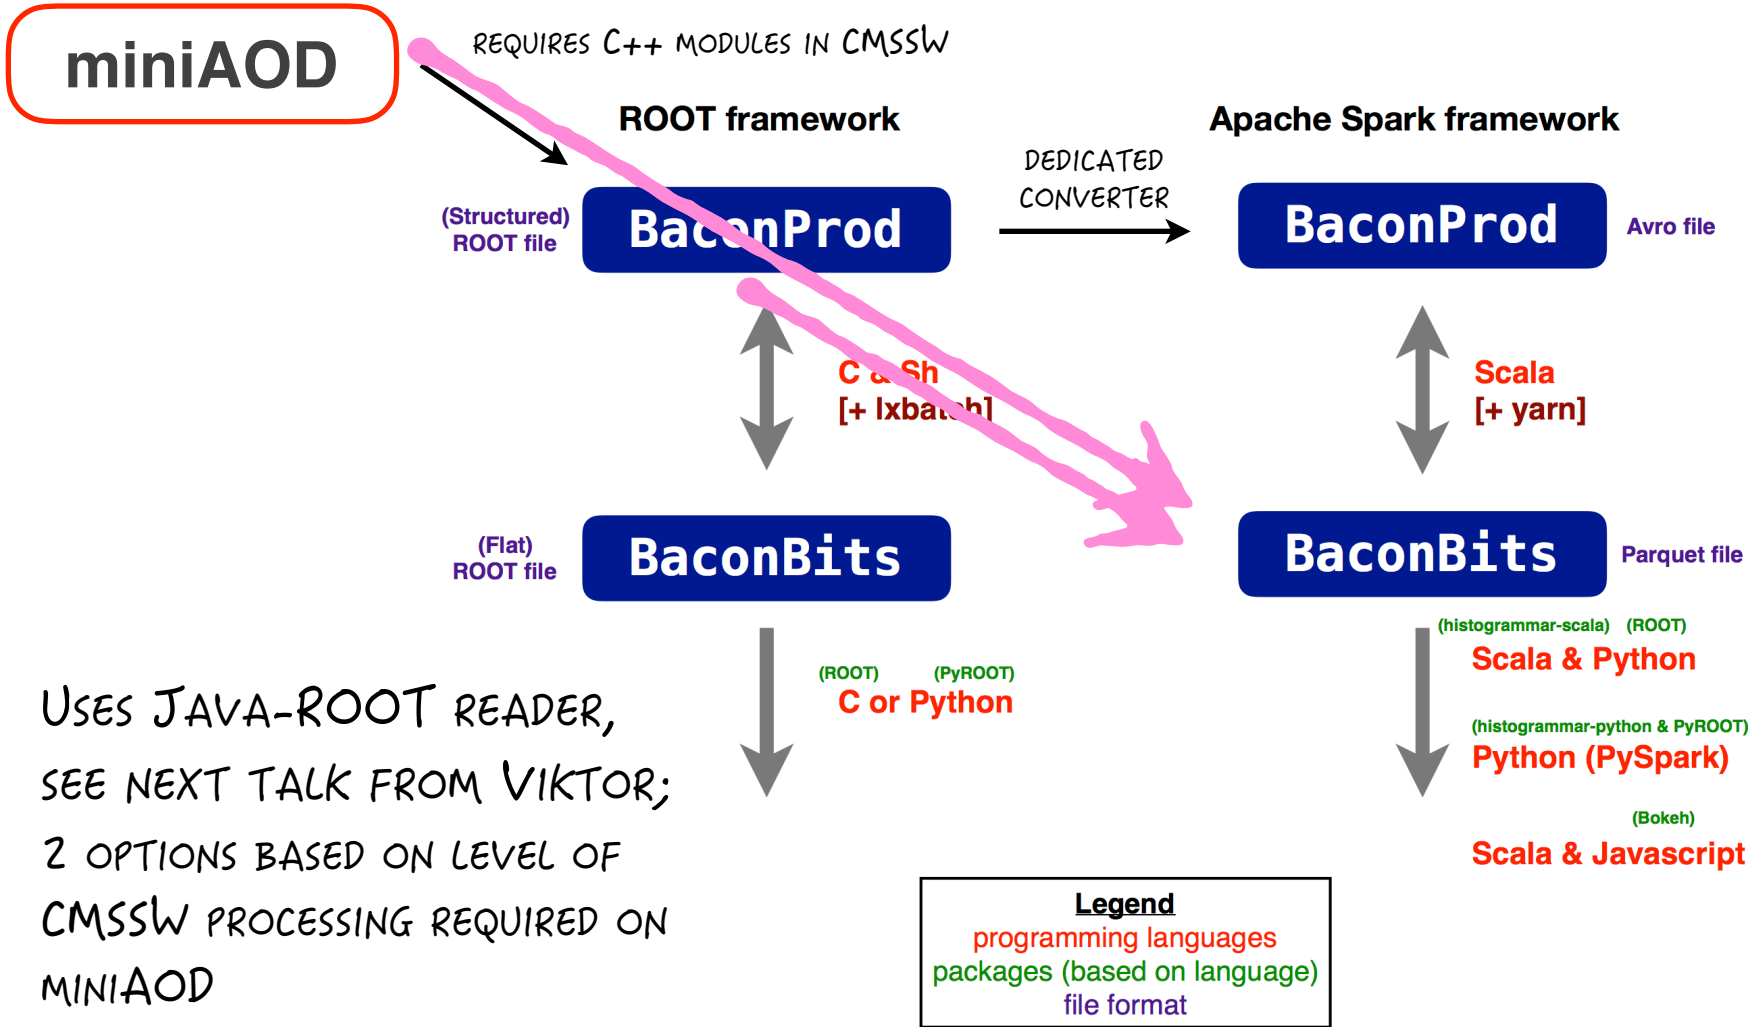 miniAOD
REQUIRES C++ MODULES IN CMSSW
ROOT framework
Apache Spark framework
DEDICATED
CONVERTER
(Structured)
ROOT file
BaconProd
BaconProd
Avro file
C & Sh
[+ lxbatch]
Scala
[+ yarn]
(Flat)
ROOT file
BaconBits
BaconBits
Parquet file
(ROOT) (PyROOT)
C or Python
(histogrammar-scala) (ROOT)
Scala & Python
(histogrammar-python & PyROOT)
Python (PySpark)
(Bokeh)
Scala & Javascript
USES JAVA-ROOT READER,
SEE NEXT TALK FROM VIKTOR;
2 OPTIONS BASED ON LEVEL OF
CMSSW PROCESSING REQUIRED ON
MINIAOD
Legend
programming languages
packages (based on language)
file format